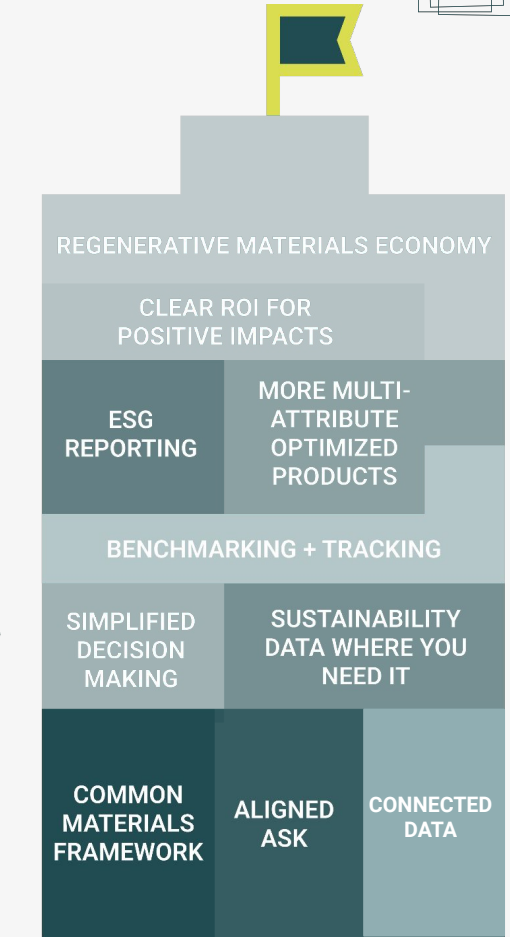 REGENERATIVE MATERIALS ECONOMY
CLEAR ROI FOR
POSITIVE IMPACTS
ESG
REPORTING
MORE MULTI-
ATTRIBUTE
OPTIMIZED
PRODUCTS
BENCHMARKING + TRACKING
SIMPLIFIED
DECISION
MAKING
SUSTAINABILITY
DATA WHERE YOU
NEED IT
COMMON
MATERIALS
FRAMEWORK
ALIGNED
ASK
CONNECTED
DATA